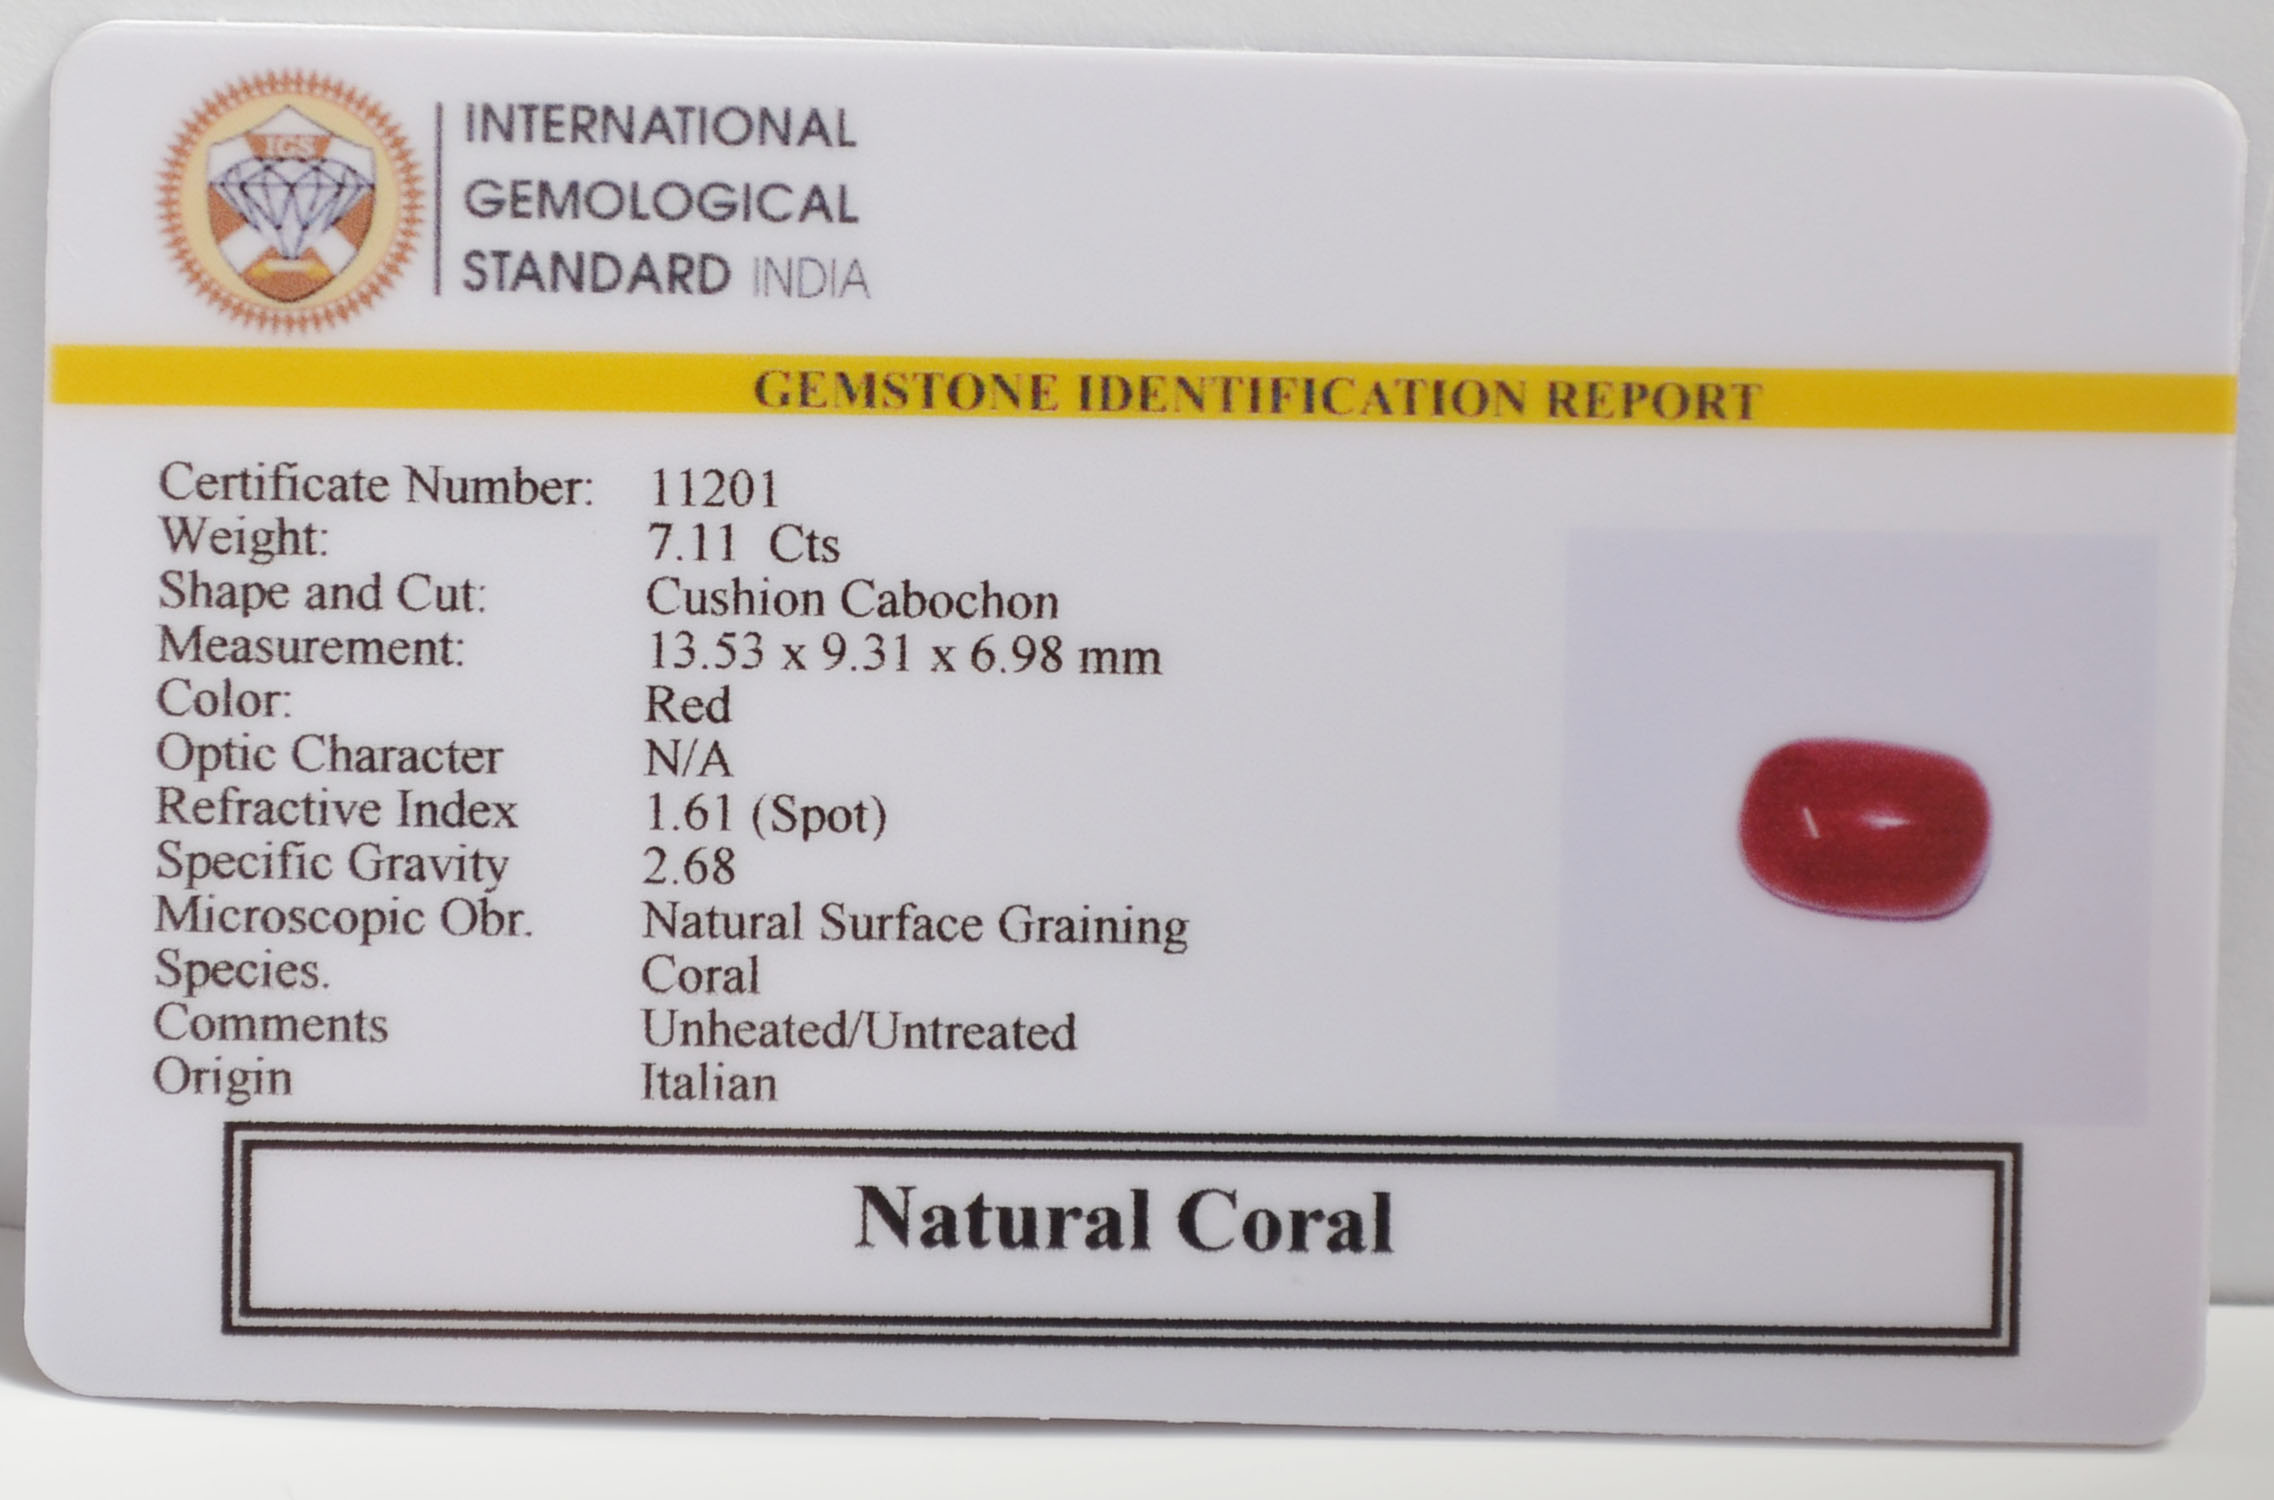 IGS
INTERNATIONAL
GEMOLOGICAL
STANDARD INDIA
GEMSTONE IDENTIFICATION REPORT
Certificate Number: 11201
Weight: 7.11 Cts
Shape and Cut: Cushion Cabochon
Measurement: 13.53 x 9.31 x 6.98 mm
Color: Red
Optic Character N/A
Refractive Index 1.61 (Spot)
Specific Gravity 2.68
Microscopic Obr. Natural Surface Graining
Species. Coral
Comments Unheated/Untreated
Origin Italian
Natural Coral